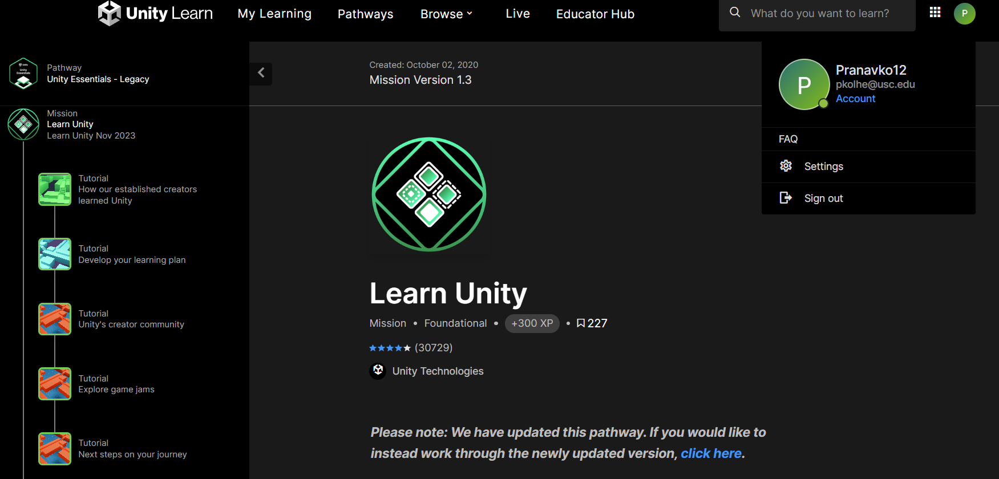 Unity Learn
My Learning
Pathways
Browse
Live
Educator Hub
What do you want to learn?
P
Pathway
Unity Essentials - Legacy
Mission
Learn Unity
Learn Unity Nov 2023
Tutorial
How our established creators
learned Unity
Tutorial
Develop your learning plan
Tutorial
Unity's creator community
Tutorial
Explore game jams
Tutorial
Next steps on your journey
Created: October 02, 2020
Mission Version 1.3
Learn Unity
Mission • Foundational • +300 XP • 227
(30729)
Unity Technologies
Please note: We have updated this pathway. If you would like to
instead work through the newly updated version, click here.
P
Pranavko12
pkolhe@usc.edu
Account
FAQ
Settings
Sign out